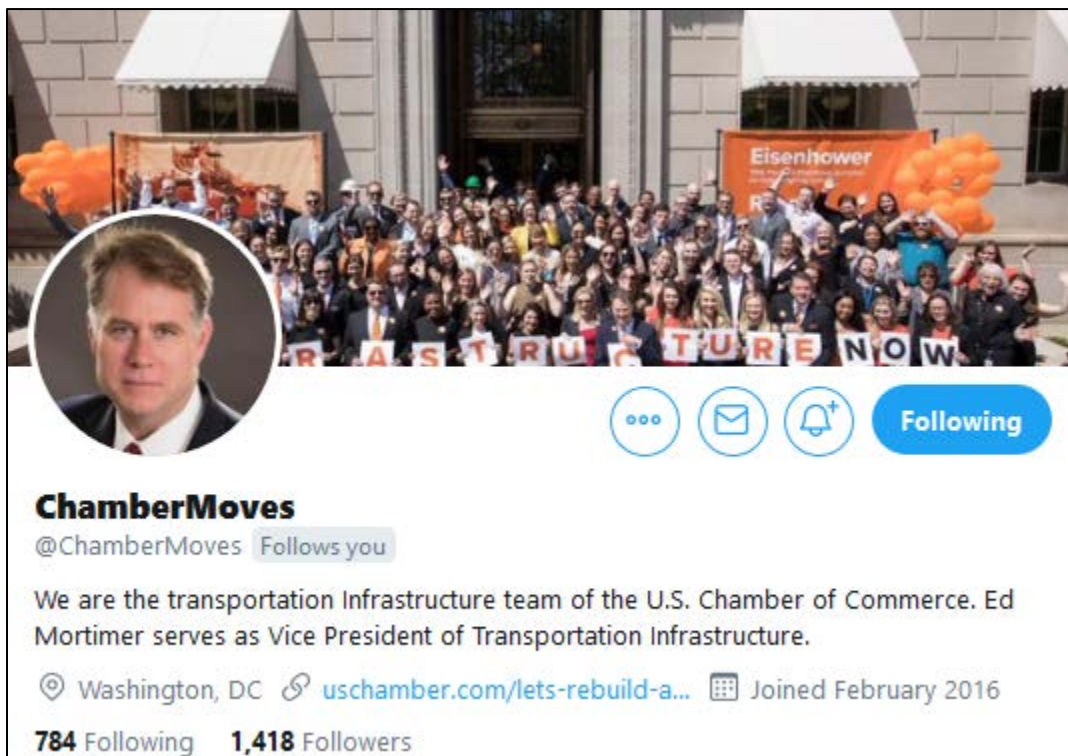 Eisenhower
R A S T R U C T U R E N O W
Following
ChamberMoves
@ChamberMoves Follows you
We are the transportation Infrastructure team of the U.S. Chamber of Commerce. Ed
Mortimer serves as Vice President of Transportation Infrastructure.
Washington, DC uschamber.com/lets-rebuild-a... Joined February 2016
784 Following 1,418 Followers